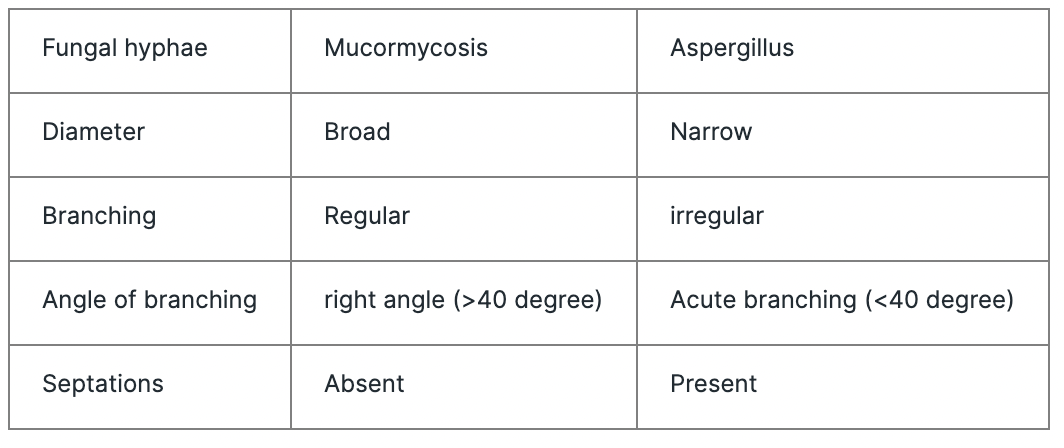 Fungal hyphae Mucormycosis Aspergillus
Diameter Broad Narrow
Branching Regular irregular
Angle of branching right angle (>40 degree) Acute branching (<40 degree)
Septations Absent Present